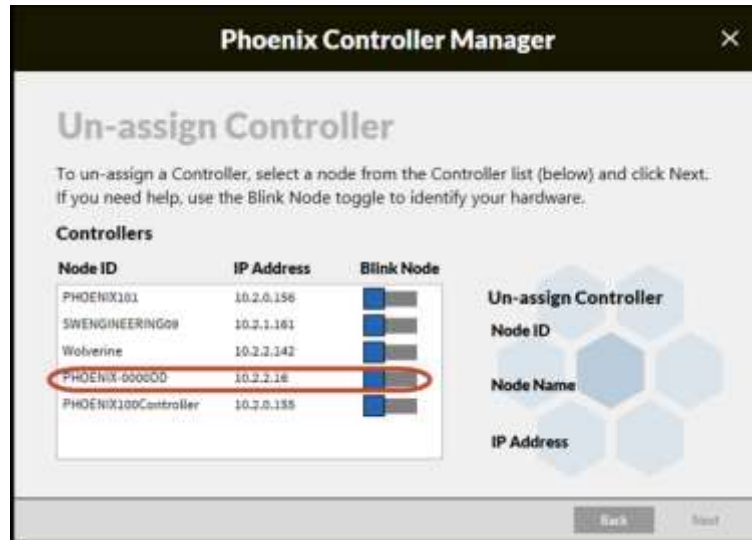 Phoenix Controller Manager ×
Un-assign Controller
To un-assign a Controller, select a node from the Controller list (below) and click Next.
If you need help, use the Blink Node toggle to identify your hardware.
Controllers
Node ID IP Address Blink Node
PHOENIX101 10.2.0.156
SWENGINEERING09 10.2.1.161
Wolverine 10.2.2.142
PHOENIX-0000DD 10.2.2.16
PHOENIX100Controller 10.2.0.155
Un-assign Controller
Node ID
Node Name
IP Address
Back Next